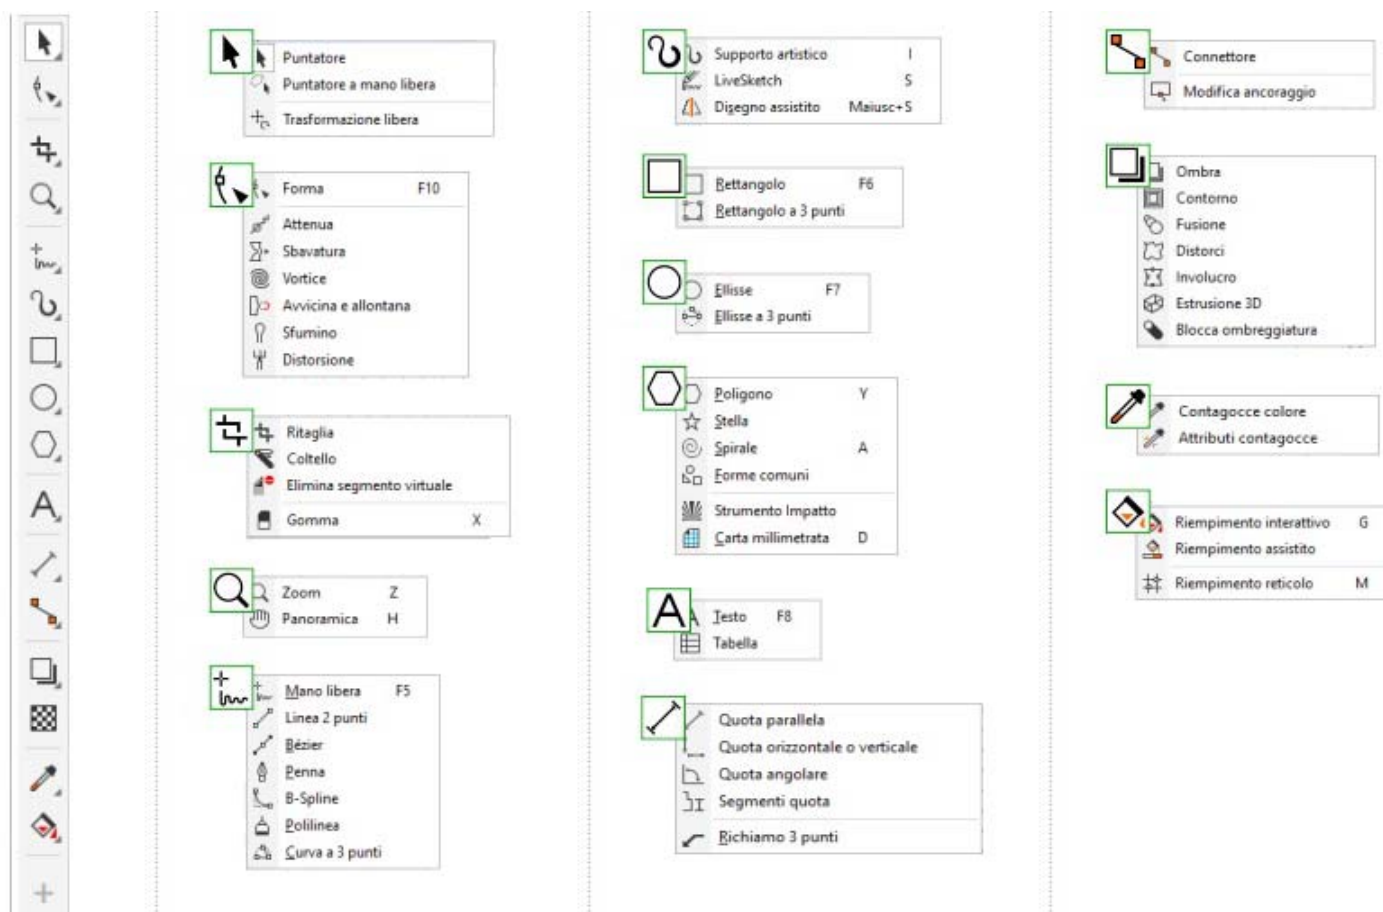 Puntatore
Puntatore a mano libera
Trasformazione libera
Forma F10
Attenua
Sbavatura
Vortice
Avvicina e allontana
Sfumino
Distorsione
Ritaglia
Coltello
Elimina segmento virtuale
Gomma X
Zoom Z
Panoramica H
Mano libera F5
Linea 2 punti
Bézier
Penna
B-Spline
Polilinea
Curva a 3 punti
Supporto artistico I
LiveSketch S
Disegno assistito Maiusc+S
Rettangolo F6
Rettangolo a 3 punti
Ellisse F7
Ellisse a 3 punti
Poligono Y
Stella
Spirale A
Forme comuni
Strumento Impatto
Carta millimetrata D
Testo F8
Tabella
Quota parallela
Quota orizzontale o verticale
Quota angolare
Segmenti quota
Richiamo 3 punti
Connettore
Modifica ancoraggio
Ombra
Contorno
Fusione
Distorci
Involucro
Estrusione 3D
Blocca ombreggiatura
Contagocce colore
Attributi contagocce
Riempimento interattivo G
Riempimento assistito
Riempimento reticolo M